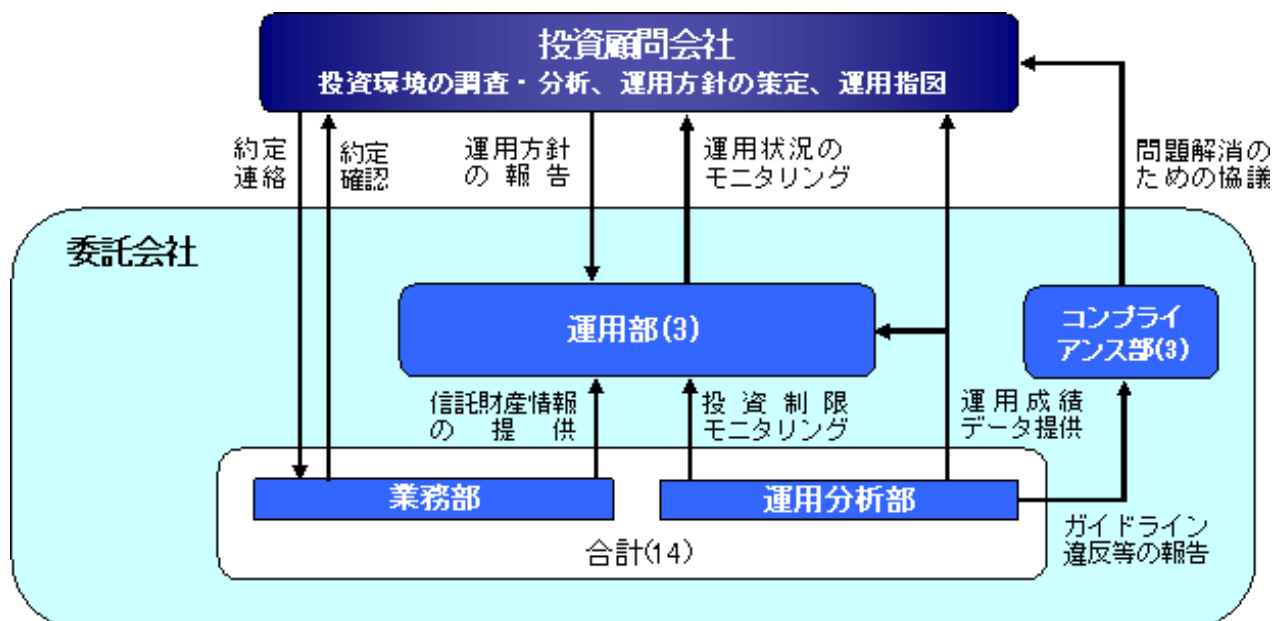 投資顧問会社
投資環境の調査・分析、運用方針の策定、運用指図
約定
連絡
約定
確認
運用方針
の報告
運用状況の
モニタリング
問題解消の
ための協議
委託会社
運用部(3)
コンプライ
アンス部(3)
信託財産情報
の提供
投資制限
モニタリング
運用成績
データ提供
業務部
運用分析部
合計(14)
ガイドライン
違反等の報告